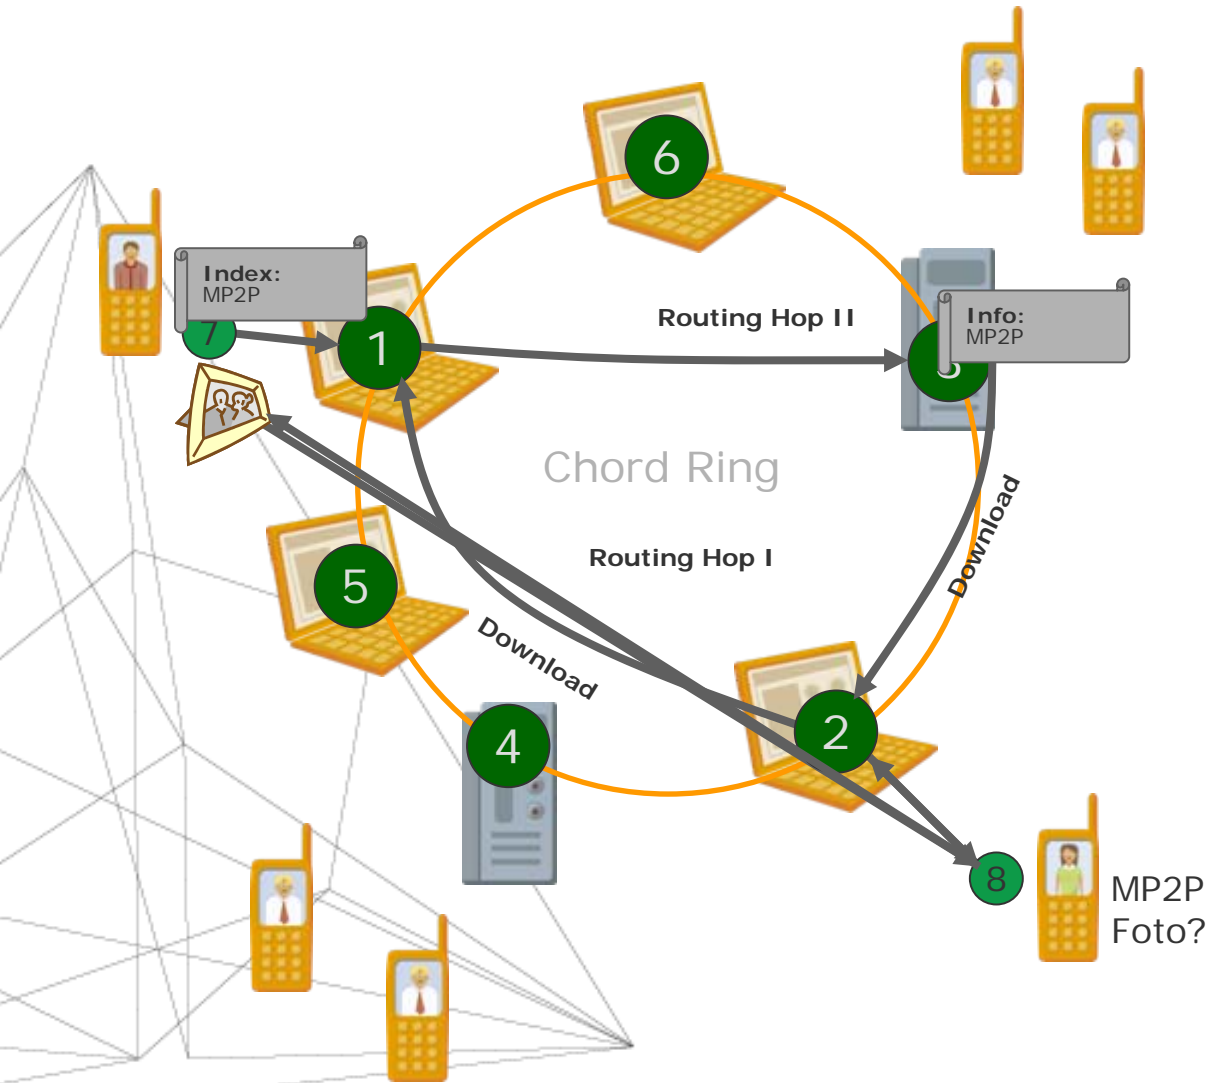 6
Index:
MP2P
7
1
Routing Hop II
Info:
MP2P
3
Chord Ring
Download
Routing Hop I
5
Download
4
2
8
MP2P
Foto?